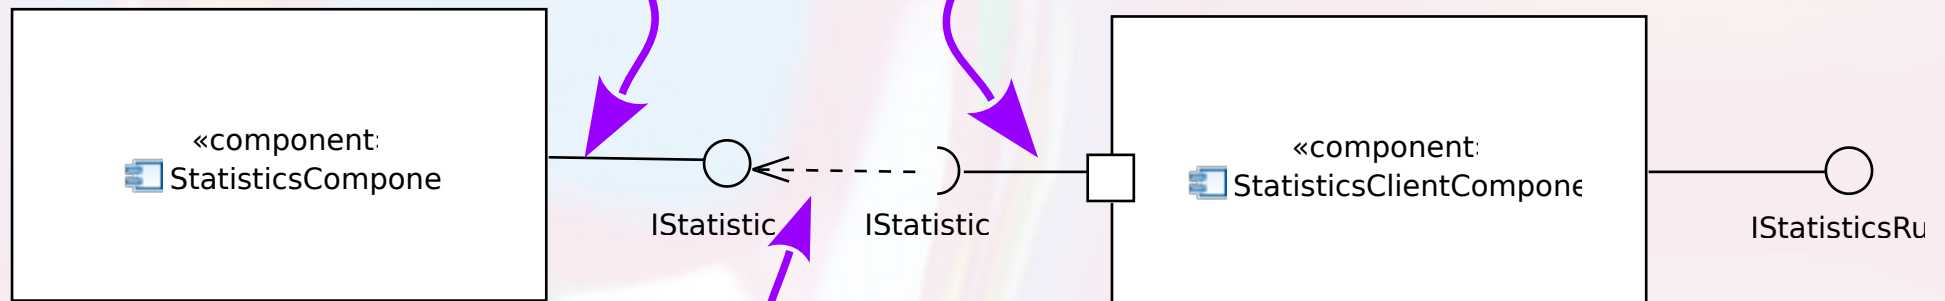 «component:
StatisticsCompone
IStatistic
IStatistic
«component:
StatisticsClientCompone
IStatisticsRu